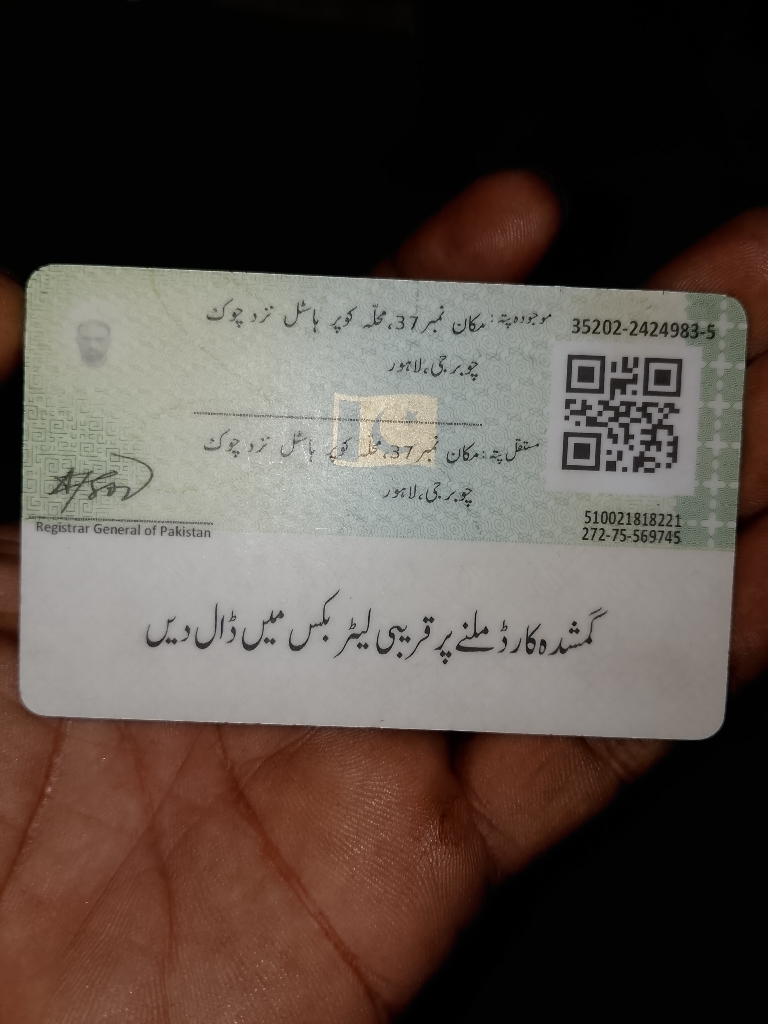 موجودہ پتہ: مکان نمبر 37، محلّہ کوپر ہاسٹل نزد چوک
35202-2424983-5
چوبرجی، لاہور
مستقل پتہ: مکان نمبر 37، محلّہ کوپر ہاسٹل نزد چوک
چوبرجی، لاہور
510021818221
272-75-569745
Registrar General of Pakistan
گمشدہ کارڈ ملنے پر قریبی لیٹر بکس میں ڈال دیں